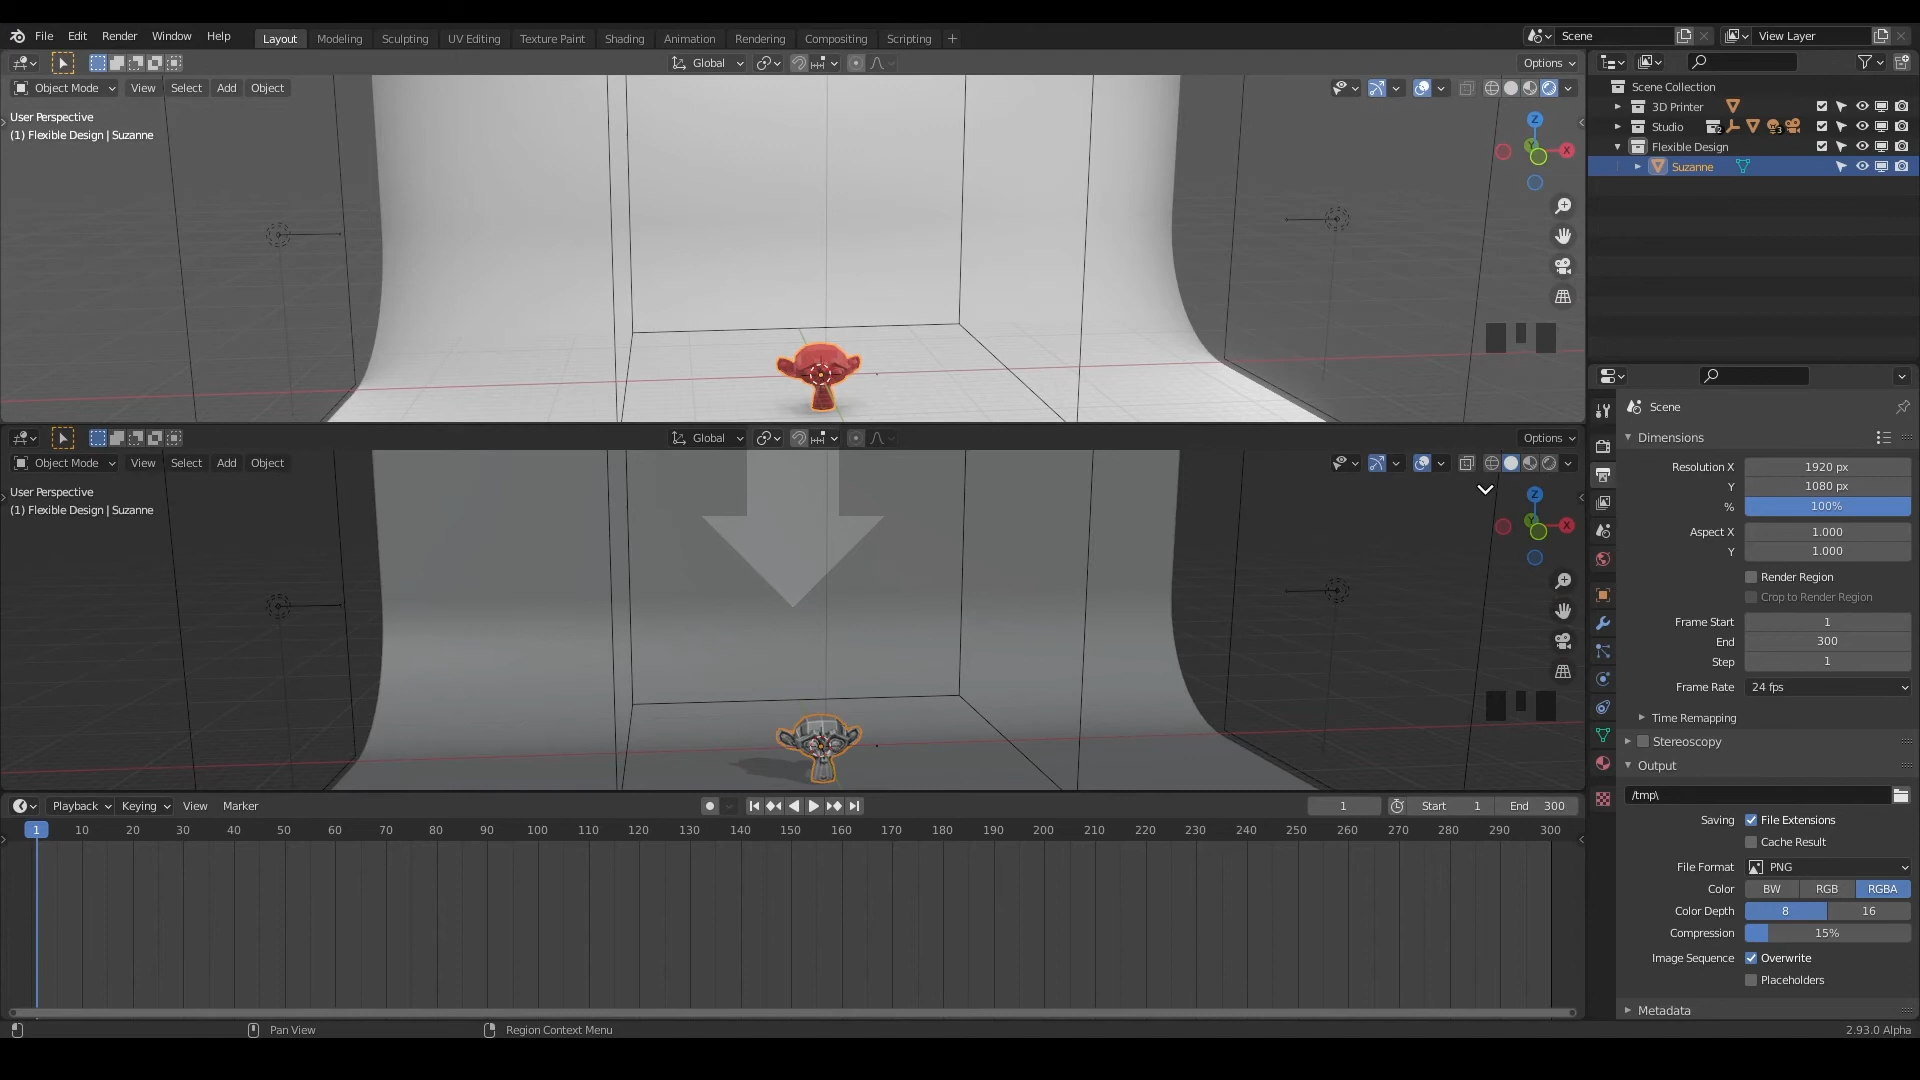 File Edit Render Window Help Layout Modeling Sculpting UV Editing Texture Paint Shading Animation Rendering Compositing Scripting + Scene View Layer
Global Options
Object Mode View Select Add Object
User Perspective
(1) Flexible Design | Suzanne
Z
Y
X
Scene Collection
3D Printer
Studio 2 3
Flexible Design
Suzanne
Global Options
Object Mode View Select Add Object
User Perspective
(1) Flexible Design | Suzanne
Z
Y
X
Scene
Dimensions
Resolution X 1920 px
Y 1080 px
% 100%
Aspect X 1.000
Y 1.000
Render Region
Crop to Render Region
Frame Start 1
End 300
Step 1
Frame Rate 24 fps
Time Remapping
Stereoscopy
Output
/tmp\
Saving File Extensions
Cache Result
File Format PNG
Color BW RGB RGBA
Color Depth 8 16
Compression 15%
Image Sequence Overwrite
Placeholders
Metadata
Playback Keying View Marker 1 Start 1 End 300
1 10 20 30 40 50 60 70 80 90 100 110 120 130 140 150 160 170 180 190 200 210 220 230 240 250 260 270 280 290 300
Pan View Region Context Menu 2.93.0 Alpha